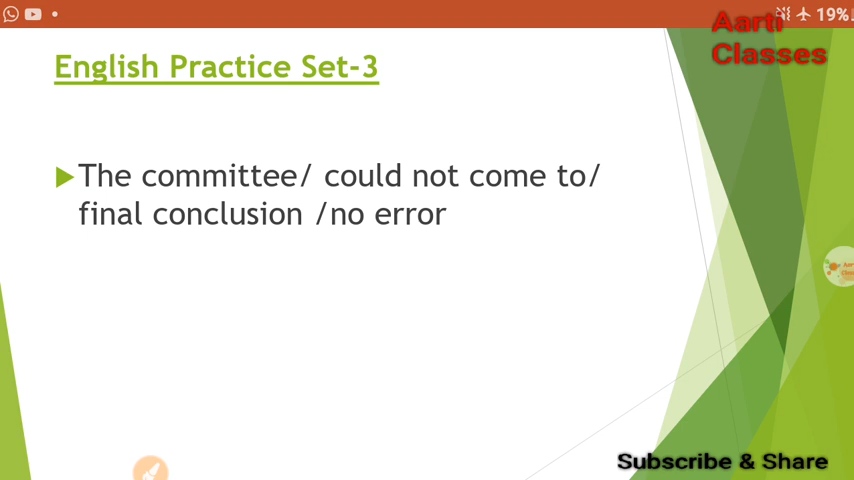 19%
Aarti
Classes
English Practice Set-3
The committee/ could not come to/
final conclusion /no error
Subscribe & Share